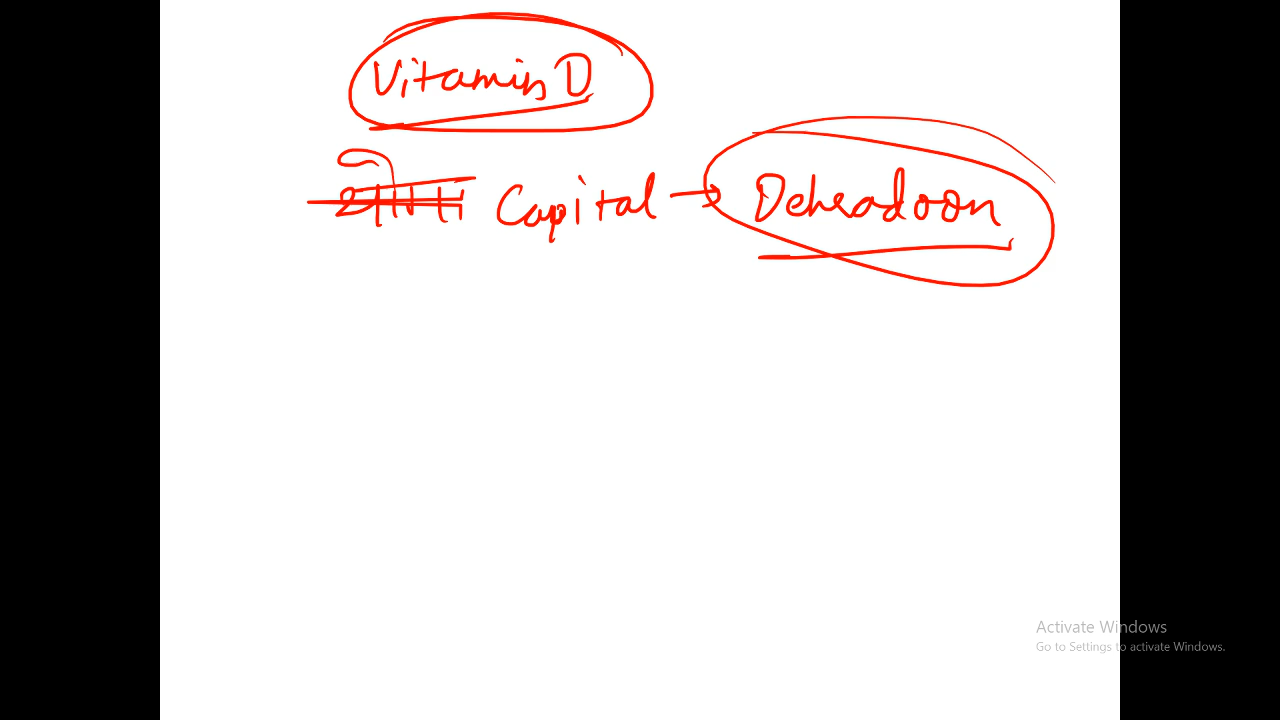 Vitamin D
Capital → Dehradoon
Activate Windows
Go to Settings to activate Windows.